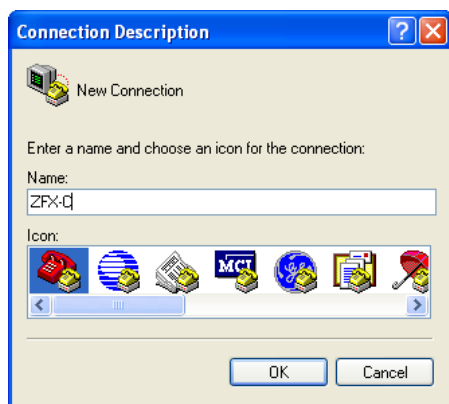 Connection Description
New Connection
Enter a name and choose an icon for the connection:
Name:
ZFX-C
Icon:
MCI
OK
Cancel